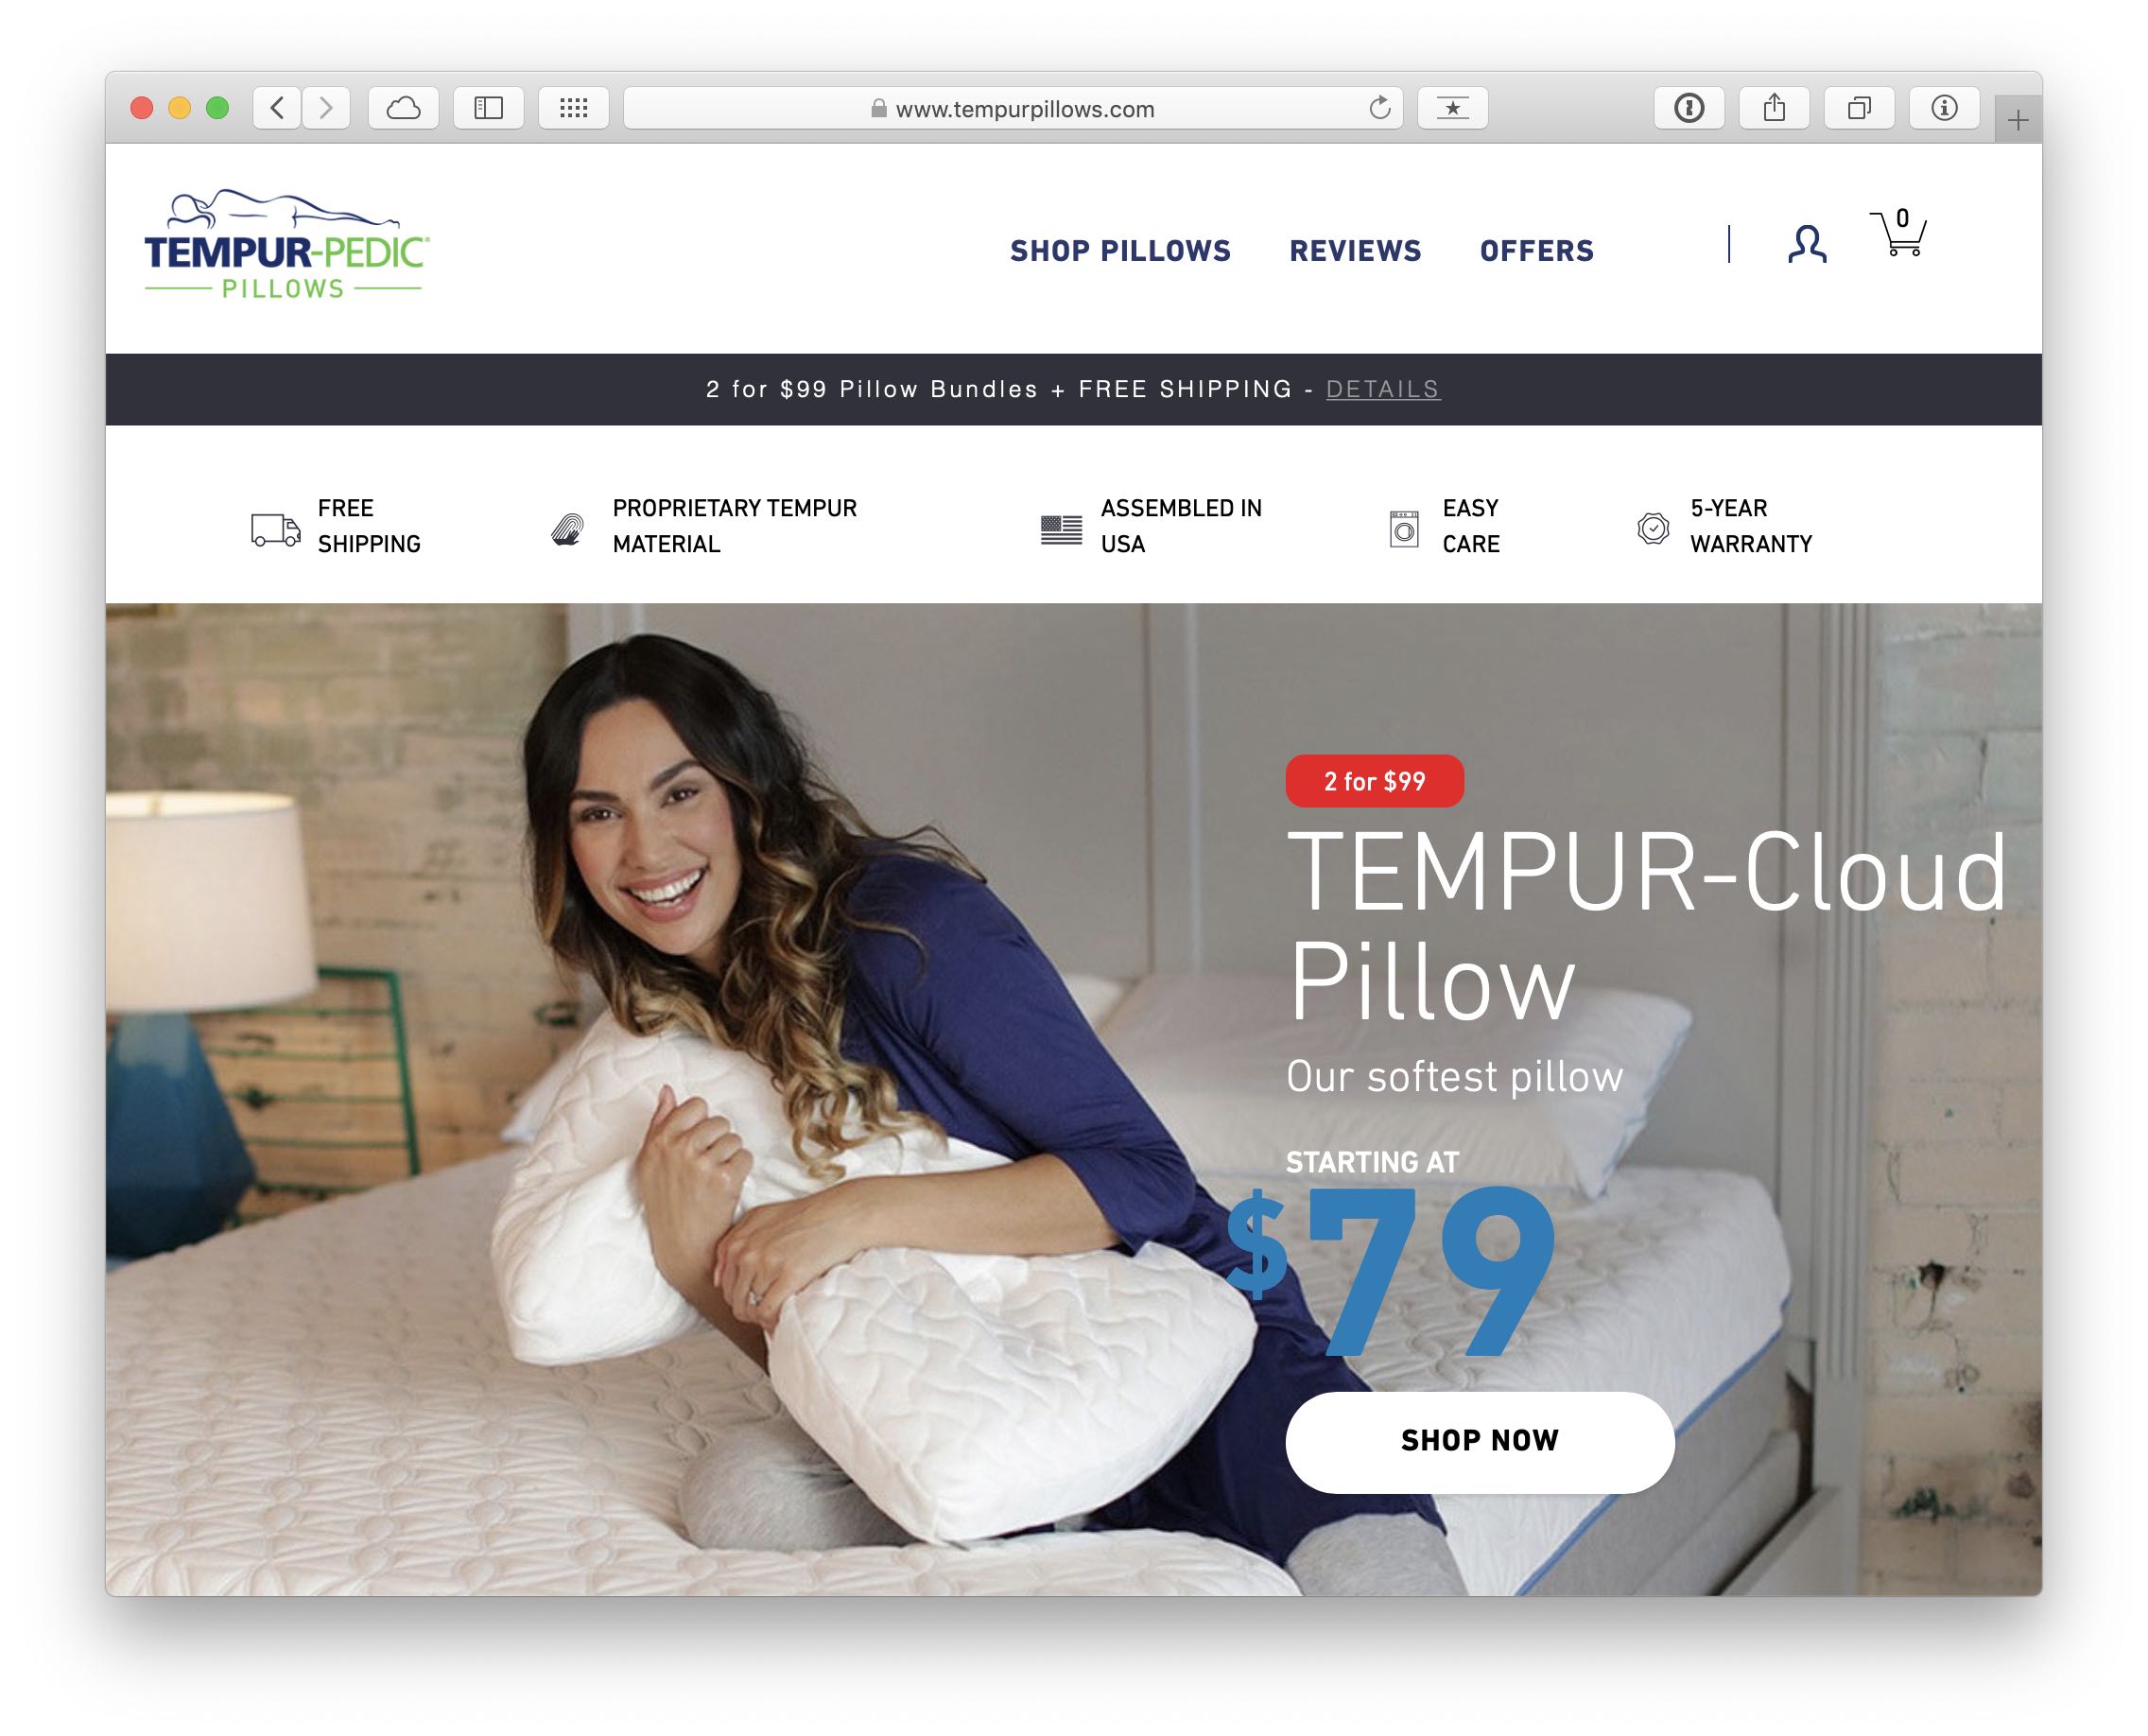 www.tempurpillows.com
TEMPUR-PEDIC®
PILLOWS
SHOP PILLOWS
REVIEWS
OFFERS
0
2 for $99 Pillow Bundles + FREE SHIPPING - DETAILS
FREE
SHIPPING
PROPRIETARY TEMPUR
MATERIAL
ASSEMBLED IN
USA
EASY
CARE
5-YEAR
WARRANTY
2 for $99
TEMPUR-Cloud
Pillow
Our softest pillow
STARTING AT
$79
SHOP NOW